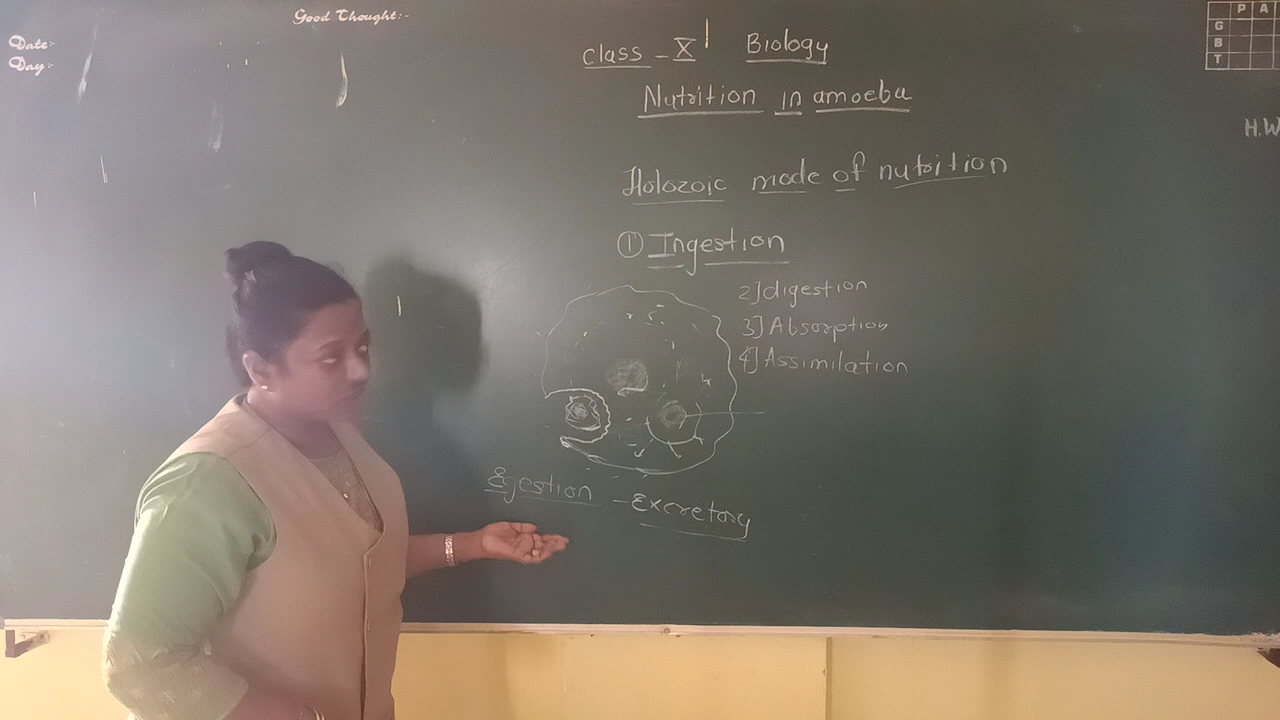 Good Thought:-
Date:-
Day:-
P A
G
B
T
class - X Biology
Nutrition in amoeba
H.W
Holozoic mode of nutrition
① Ingestion
2] digestion
3] Absorption
4] Assimilation
Egestion - Excretory